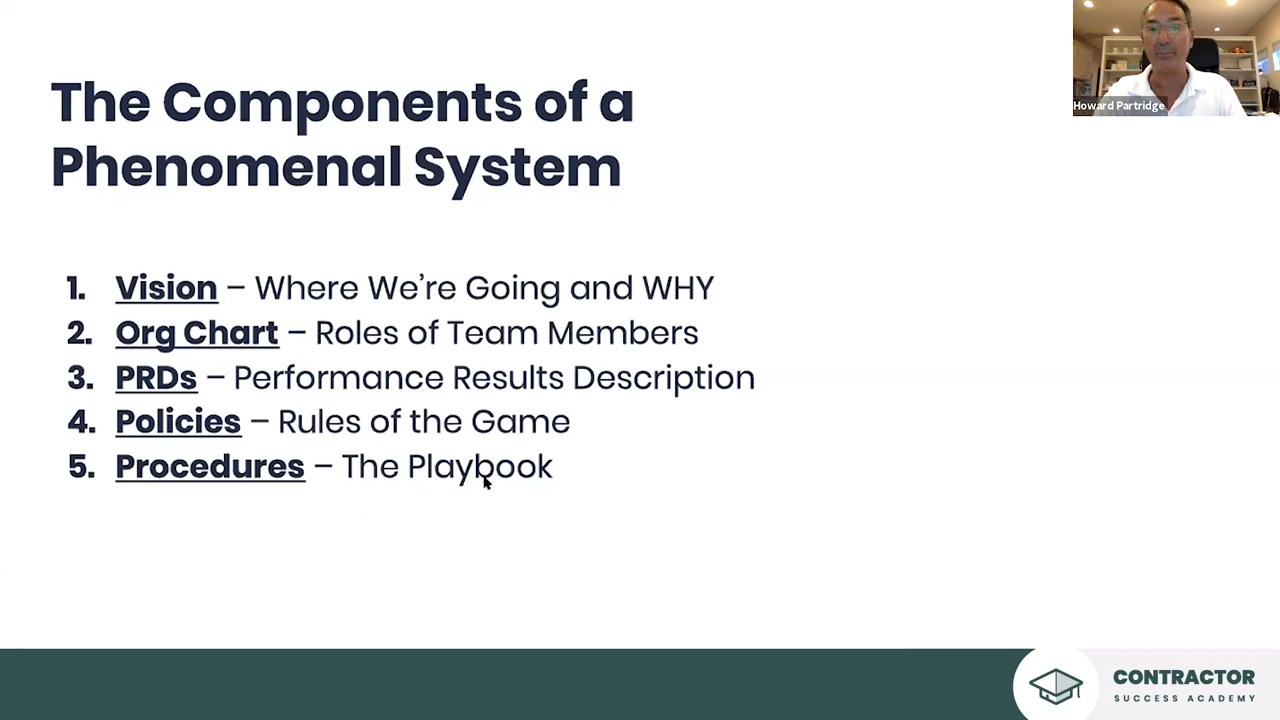 The Components of a
Phenomenal System
1. Vision – Where We’re Going and WHY
2. Org Chart – Roles of Team Members
3. PRDs – Performance Results Description
4. Policies – Rules of the Game
5. Procedures – The Playbook
Howard Partridge
CONTRACTOR
SUCCESS ACADEMY